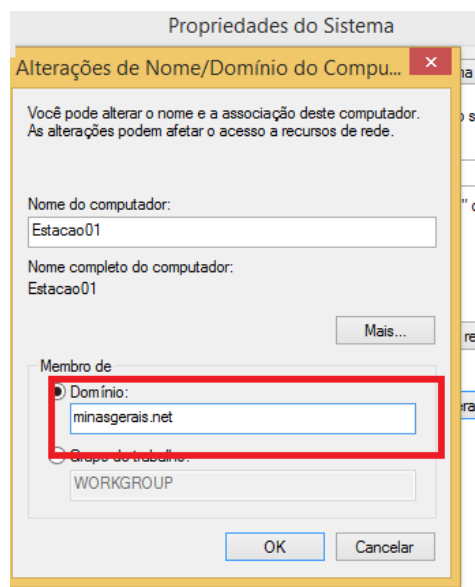 Propriedades do Sistema
Alterações de Nome/Domínio do Compu...
Você pode alterar o nome e a associação deste computador.
As alterações podem afetar o acesso a recursos de rede.
Nome do computador:
Estacao01
Nome completo do computador:
Estacao01
Mais...
Membro de
Domínio:
minasgerais.net
Grupo de trabalho:
WORKGROUP
OK
Cancelar